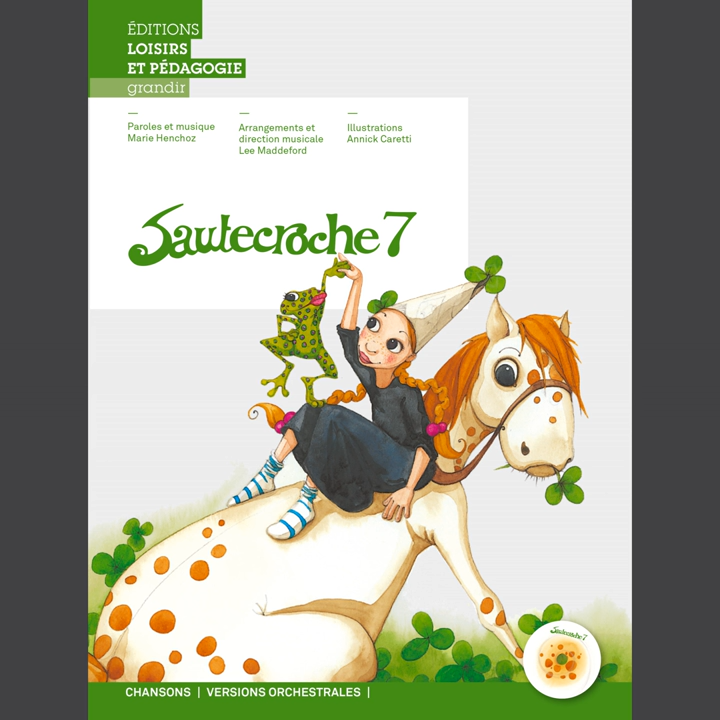 ÉDITIONS
LOISIRS
ET PÉDAGOGIE
grandir
—
Paroles et musique
Marie Henchoz
—
Arrangements et
direction musicale
Lee Maddeford
—
Illustrations
Annick Caretti
Sautecroche 7
Sautecroche 7
CHANSONS | VERSIONS ORCHESTRALES |